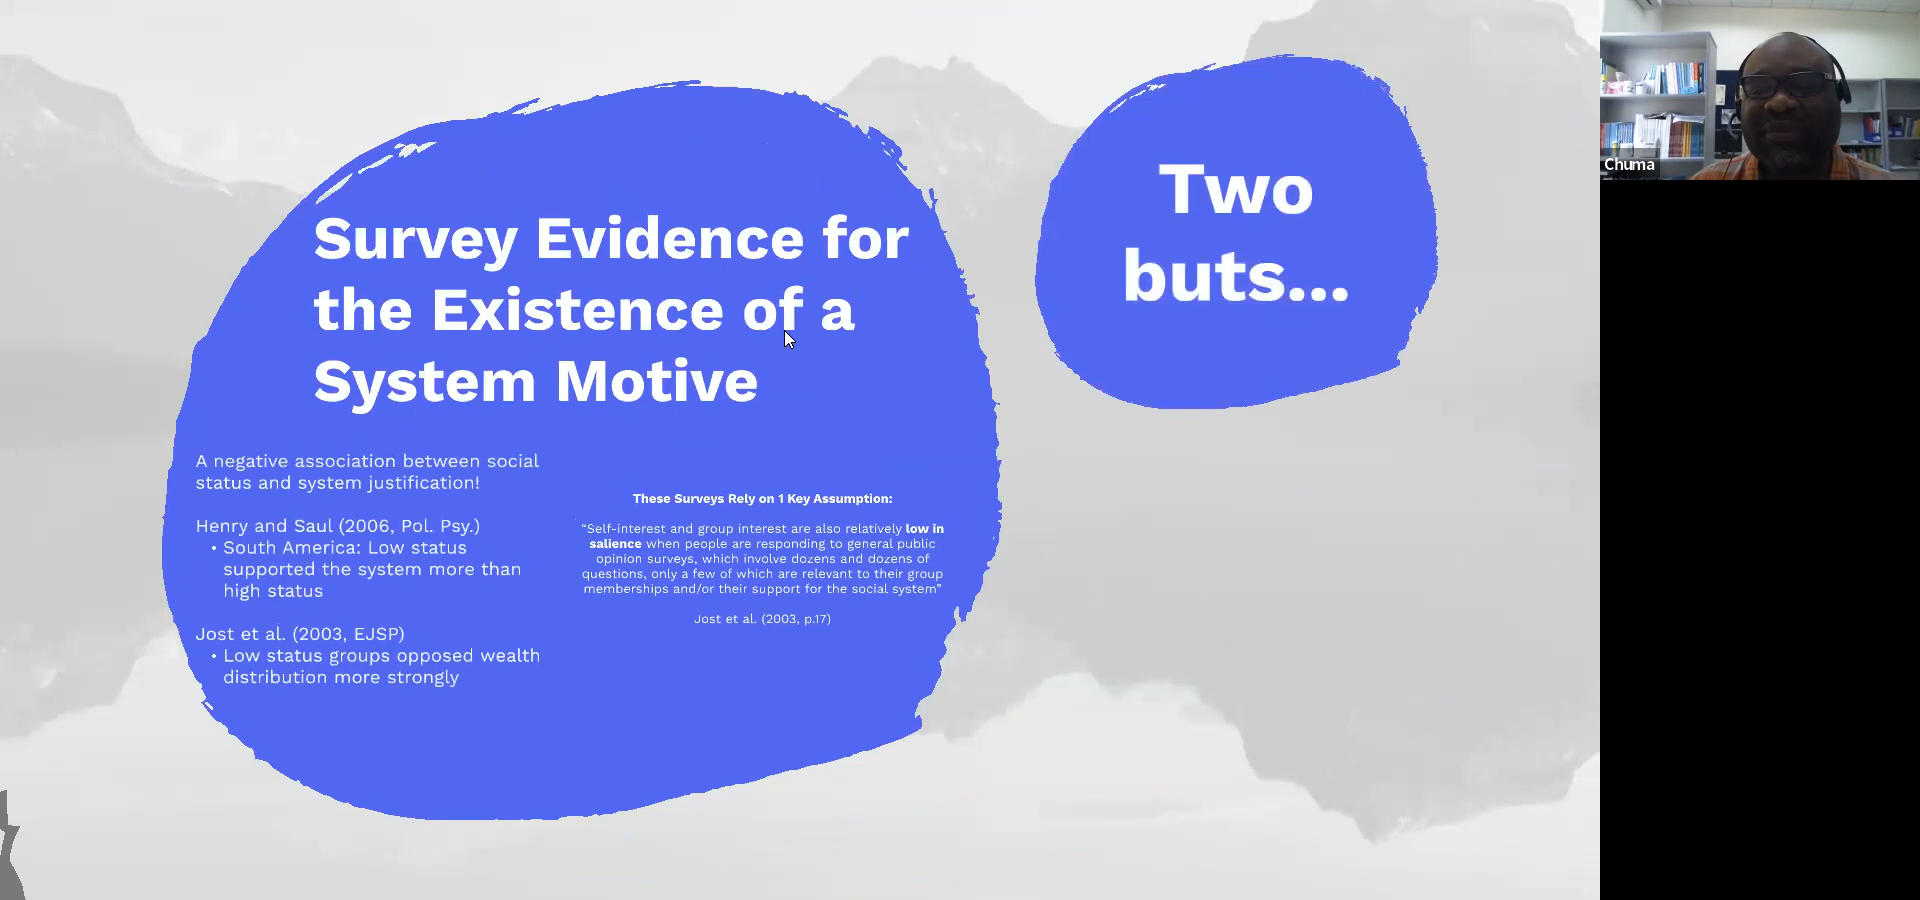 Survey Evidence for
the Existence of a
System Motive
A negative association between social
status and system justification!
Henry and Saul (2006, Pol. Psy.)
• South America: Low status
supported the system more than
high status
Jost et al. (2003, EJSP)
• Low status groups opposed wealth
distribution more strongly
These Surveys Rely on 1 Key Assumption:
“Self-interest and group interest are also relatively low in
salience when people are responding to general public
opinion surveys, which involve dozens and dozens of
questions, only a few of which are relevant to their group
memberships and/or their support for the social system”
Jost et al. (2003, p.17)
Two
buts...
Chuma